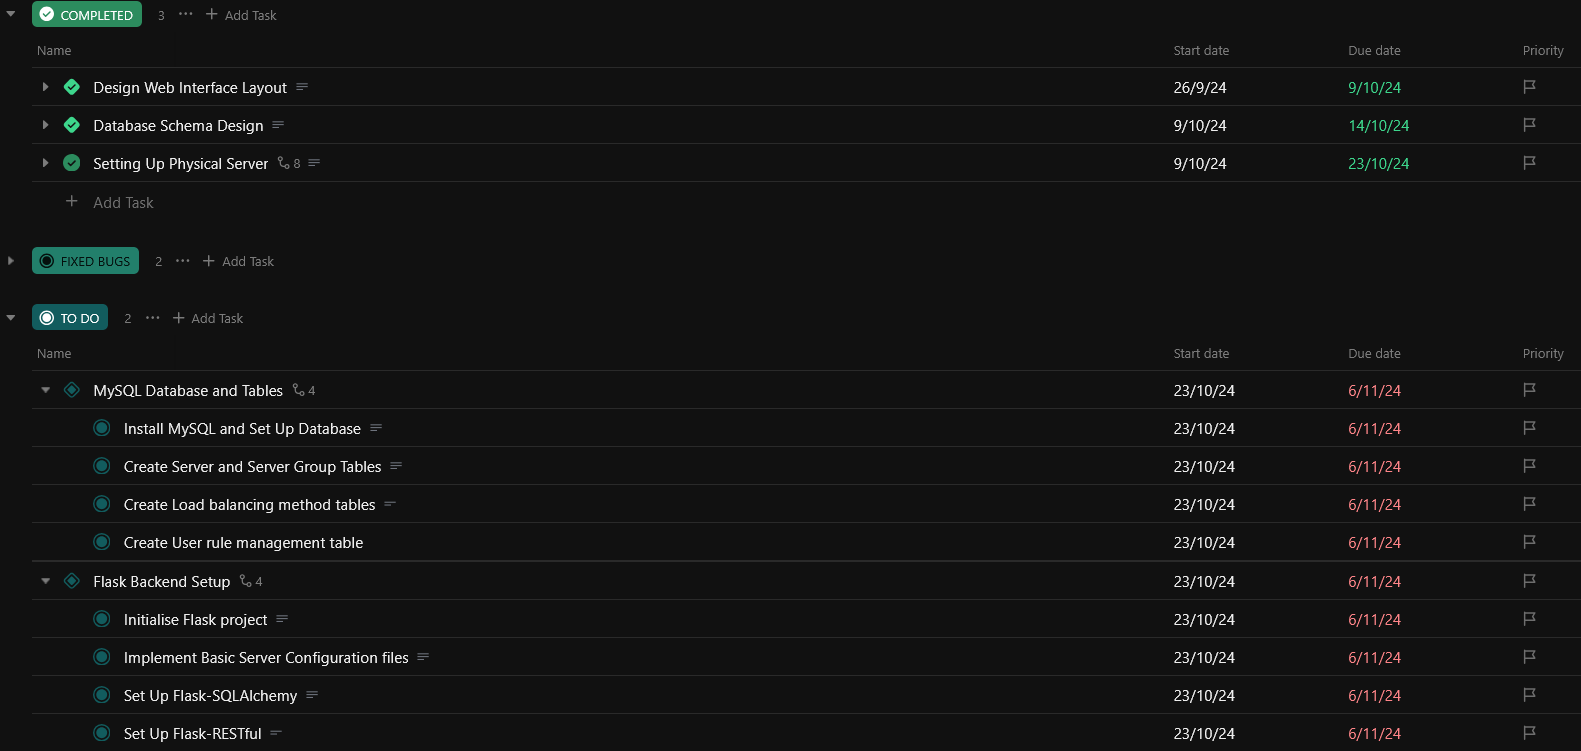 COMPLETED 3 ... + Add Task
Name Start date Due date Priority
Design Web Interface Layout 26/9/24 9/10/24
Database Schema Design 9/10/24 14/10/24
Setting Up Physical Server 8 9/10/24 23/10/24
+ Add Task
FIXED BUGS 2 ... + Add Task
TO DO 2 ... + Add Task
Name Start date Due date Priority
MySQL Database and Tables 4 23/10/24 6/11/24
Install MySQL and Set Up Database 23/10/24 6/11/24
Create Server and Server Group Tables 23/10/24 6/11/24
Create Load balancing method tables 23/10/24 6/11/24
Create User rule management table 23/10/24 6/11/24
Flask Backend Setup 4 23/10/24 6/11/24
Initialise Flask project 23/10/24 6/11/24
Implement Basic Server Configuration files 23/10/24 6/11/24
Set Up Flask-SQLAlchemy 23/10/24 6/11/24
Set Up Flask-RESTful 23/10/24 6/11/24